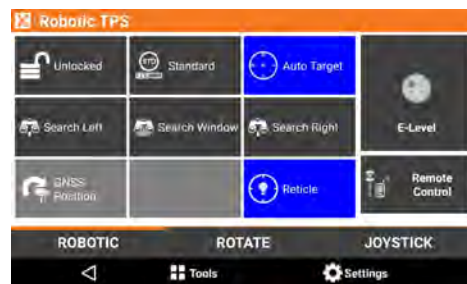 Robotic TPS
Unlocked
STD
Standard
Auto Target
Search Left
Search Window
Search Right
E-Level
GNSS
Position
Reticle
Remote
Control
ROBOTIC
ROTATE
JOYSTICK
Tools
Settings